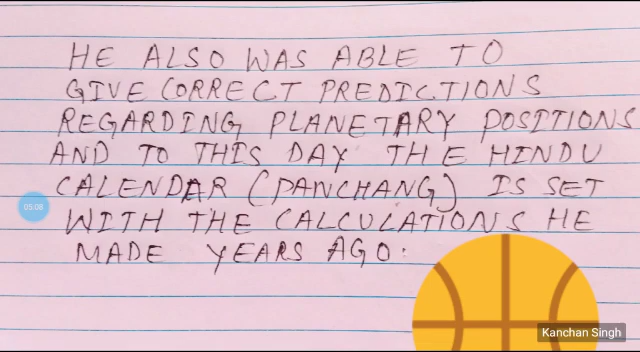 HE ALSO WAS ABLE TO
GIVE CORRECT PREDICTIONS
REGARDING PLANETARY POSITIONS
AND TO THIS DAY THE HINDU
CALENDAR (PANCHANG) IS SET
05:08
WITH THE CALCULATIONS HE
MADE YEARS AGO.
Kanchan Singh